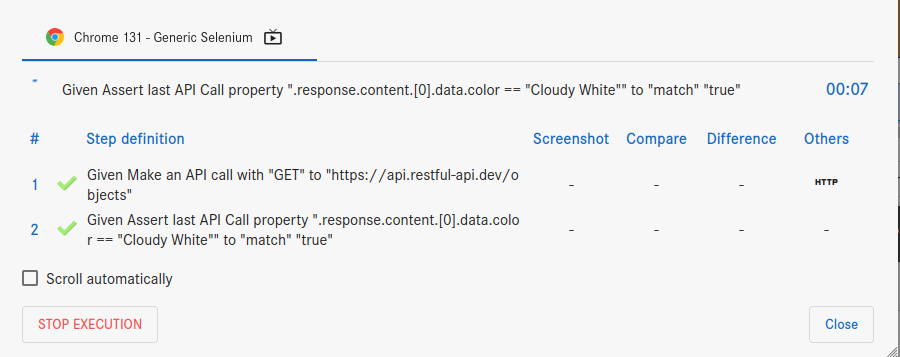 Chrome 131 - Generic Selenium
Given Assert last API Call property ".response.content.[0].data.color == "Cloudy White"" to "match" "true"
00:07
# Step definition Screenshot Compare Difference Others
1 Given Make an API call with "GET" to "https://api.restful-api.dev/o - - - HTTP
bjects"
2 Given Assert last API Call property ".response.content.[0].data.colo - - - -
r == "Cloudy White"" to "match" "true"
Scroll automatically
STOP EXECUTION
Close